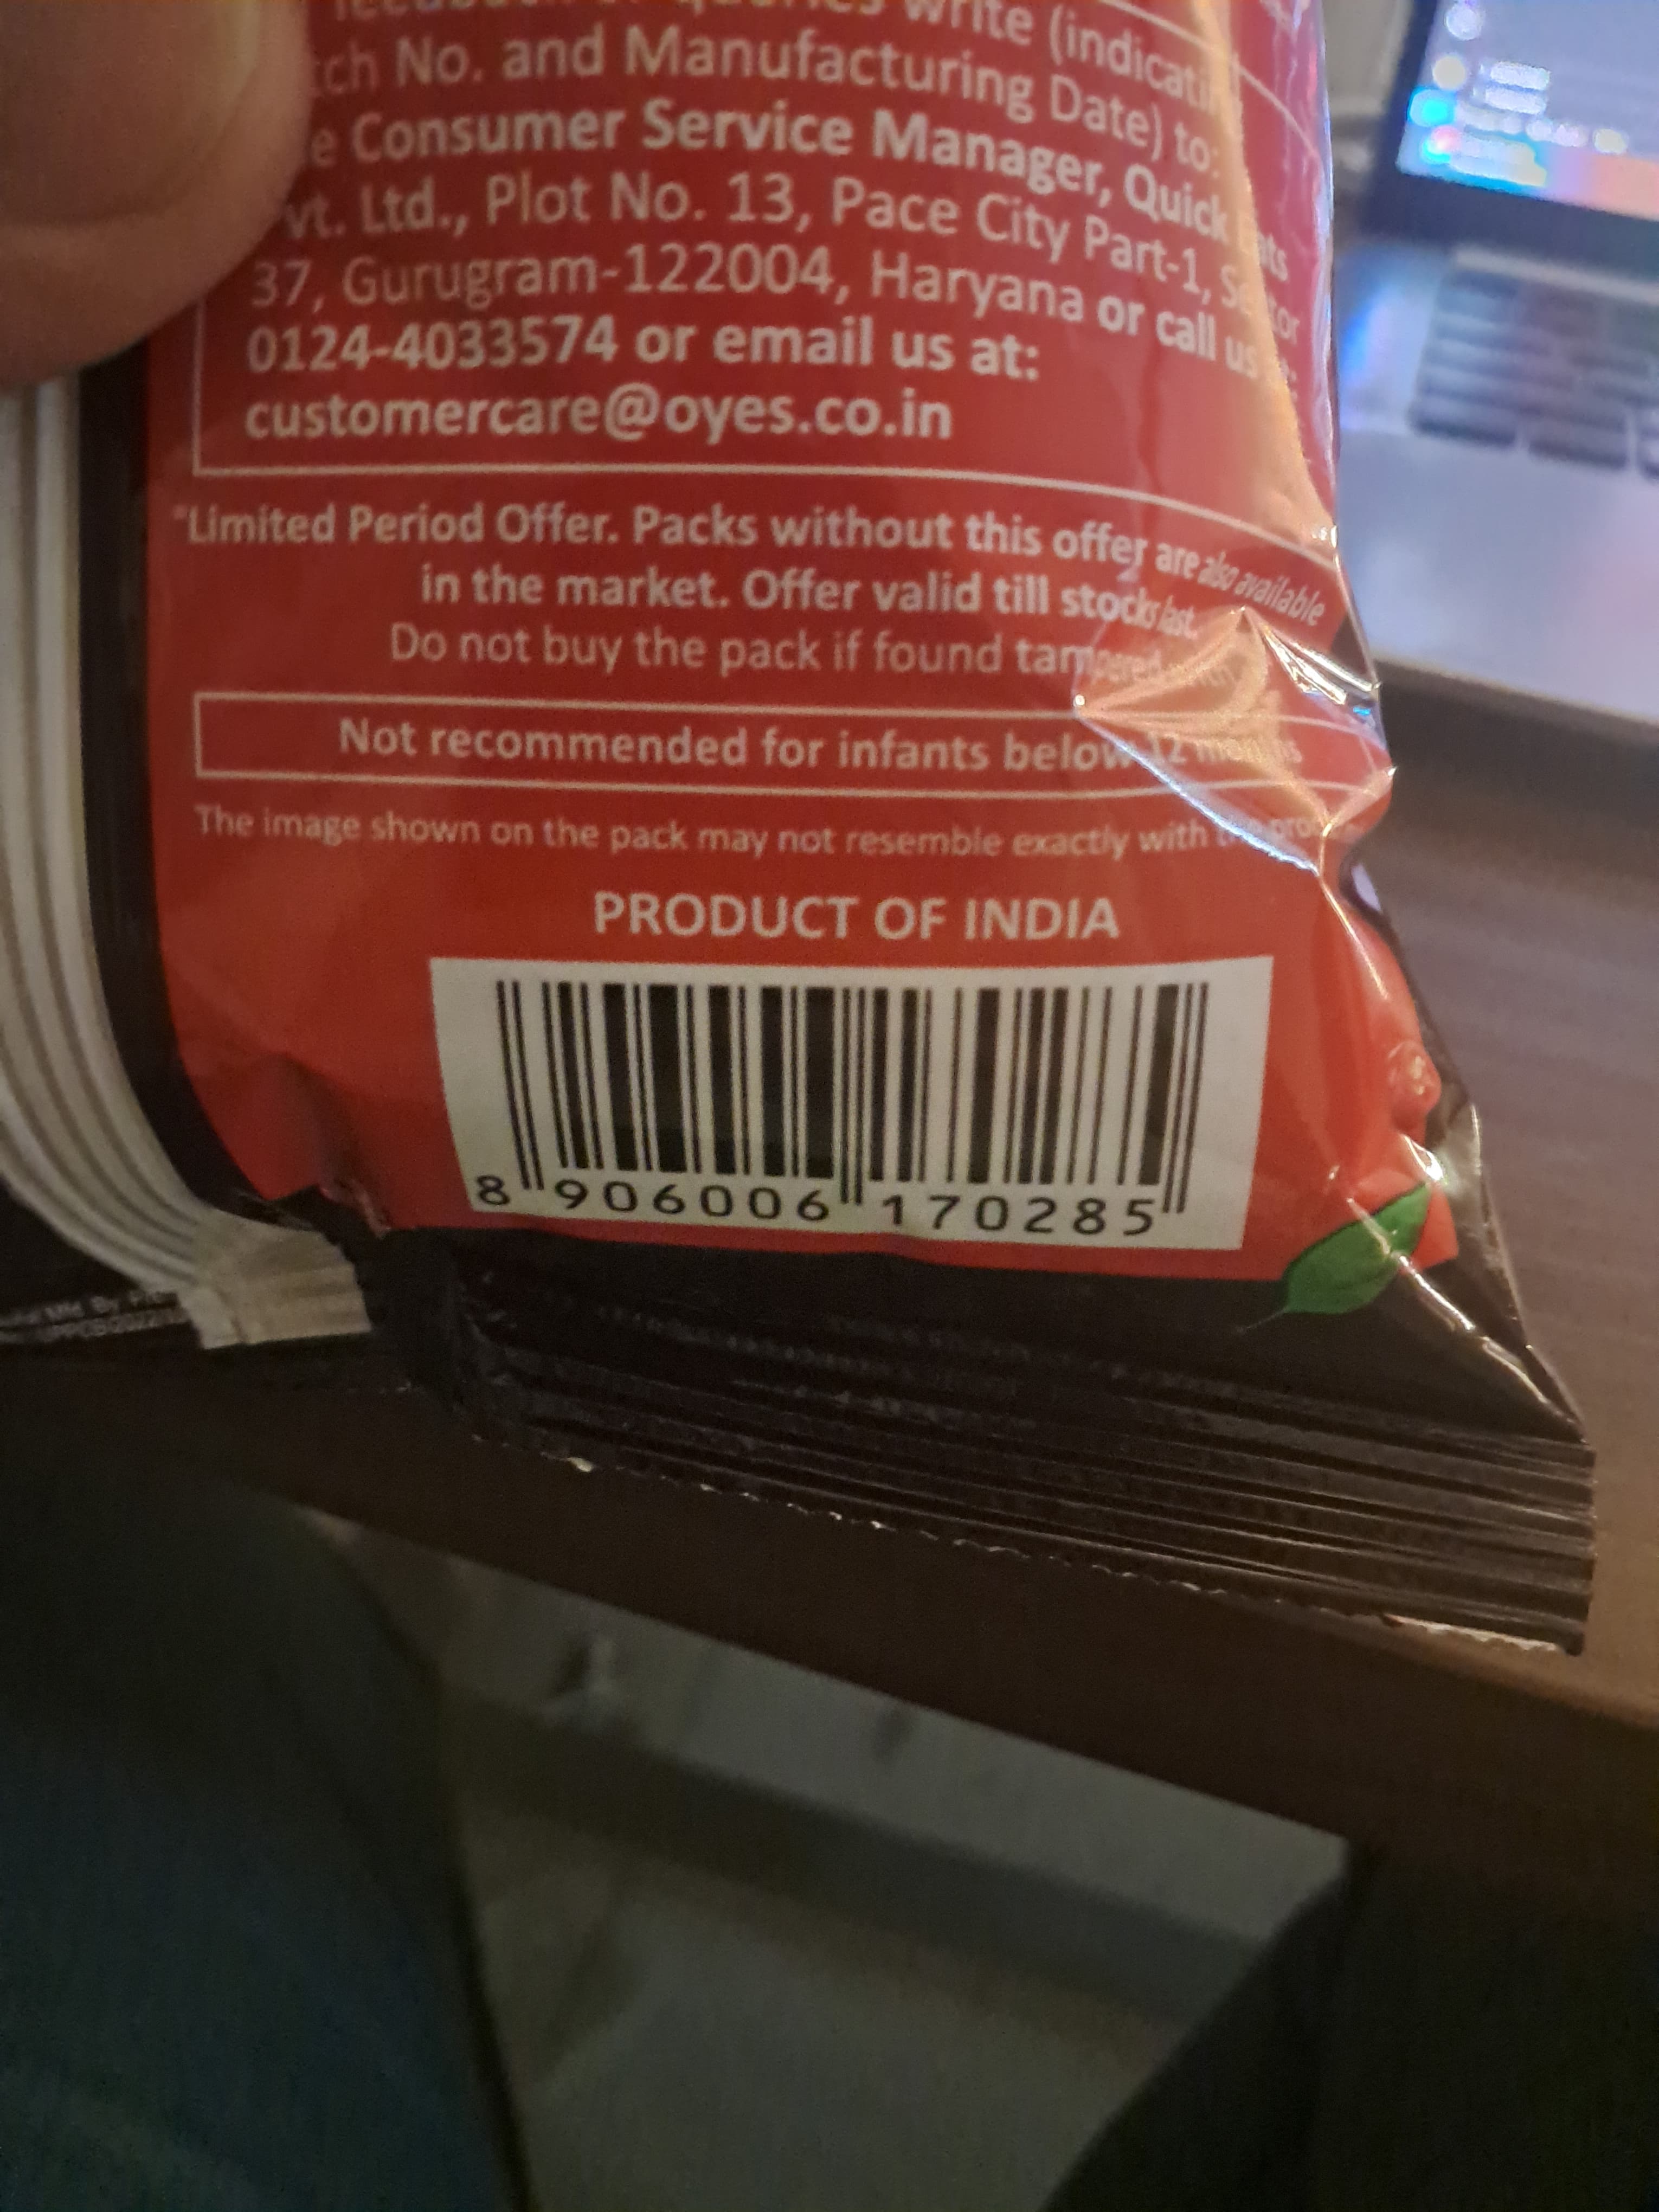 write (indicati
No. and Manufacturing Date) to:
Consumer Service Manager, Quick
vt. Ltd., Plot No. 13, Pace City Part-1,
37, Gurugram-122004, Haryana or call us
0124-4033574 or email us at:
customercare@oyes.co.in
*Limited Period Offer. Packs without this offer are also available
in the market. Offer valid till stocks last.
Do not buy the pack if found tampered
Not recommended for infants below 12 months
The image shown on the pack may not resemble exactly with
PRODUCT OF INDIA
8 906006 170285